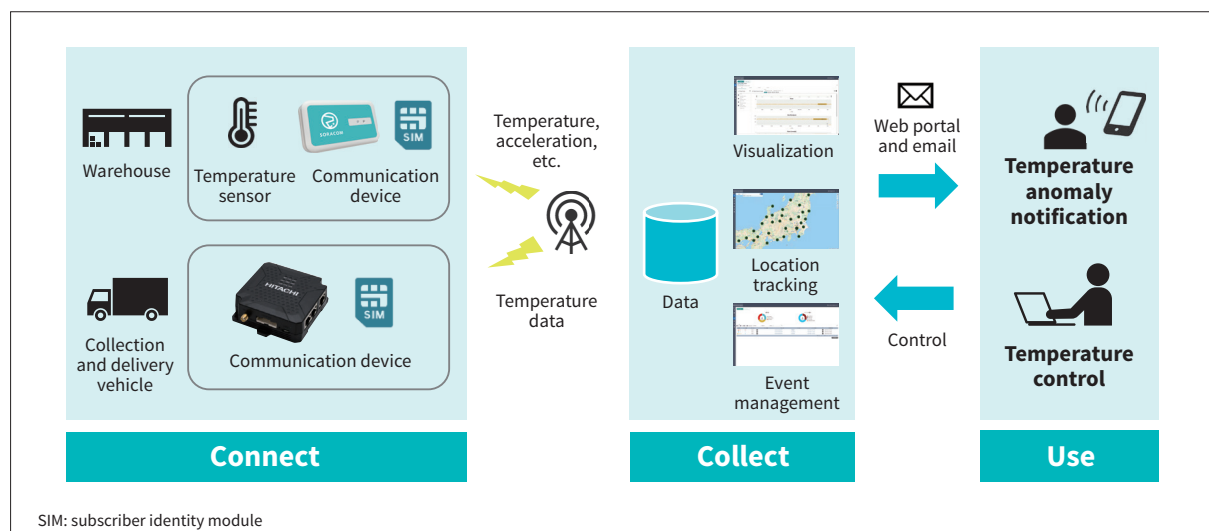 Warehouse
Temperature
sensor
SORACOM
Communication
device
SIM
Collection
and delivery
vehicle
HITACHI
SIM
Communication device
Connect
Temperature,
acceleration,
etc.
Temperature
data
Data
Visualization
Location
tracking
Event
management
Collect
Web portal
and email
Control
Temperature
anomaly
notification
Temperature
control
Use
SIM: subscriber identity module